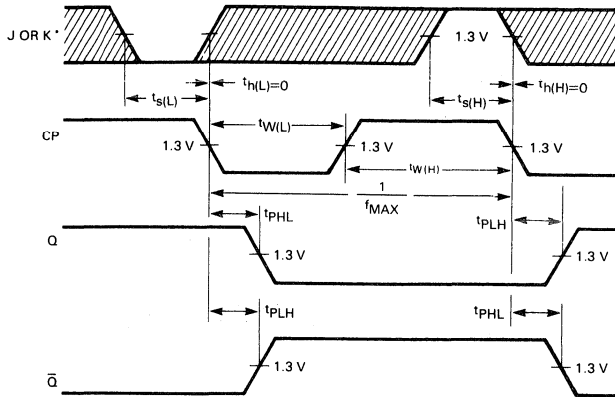 J OR K*
1.3 V
th(L)=0
th(H)=0
ts(L)
ts(H)
CP
tW(L)
1.3 V
1.3 V
1.3 V
tW(H)
1
fMAX
tPHL
tPLH
Q
1.3 V
1.3 V
tPLH
tPHL
1.3 V
1.3 V
Q̅